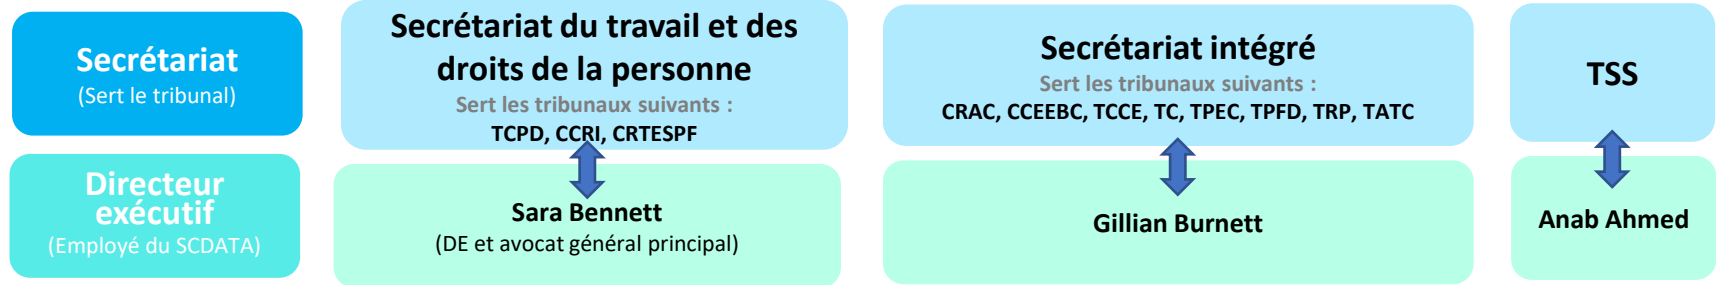 Secrétariat
(Sert le tribunal)
Secrétariat du travail et des
droits de la personne
Sert les tribunaux suivants :
TCPD, CCRI, CRTESPF
Secrétariat intégré
Sert les tribunaux suivants :
CRAC, CCEEBC, TCCE, TC, TPEC, TPFD, TRP, TATC
TSS
Directeur
exécutif
(Employé du SCDATA)
Sara Bennett
(DE et avocat général principal)
Gillian Burnett
Anab Ahmed